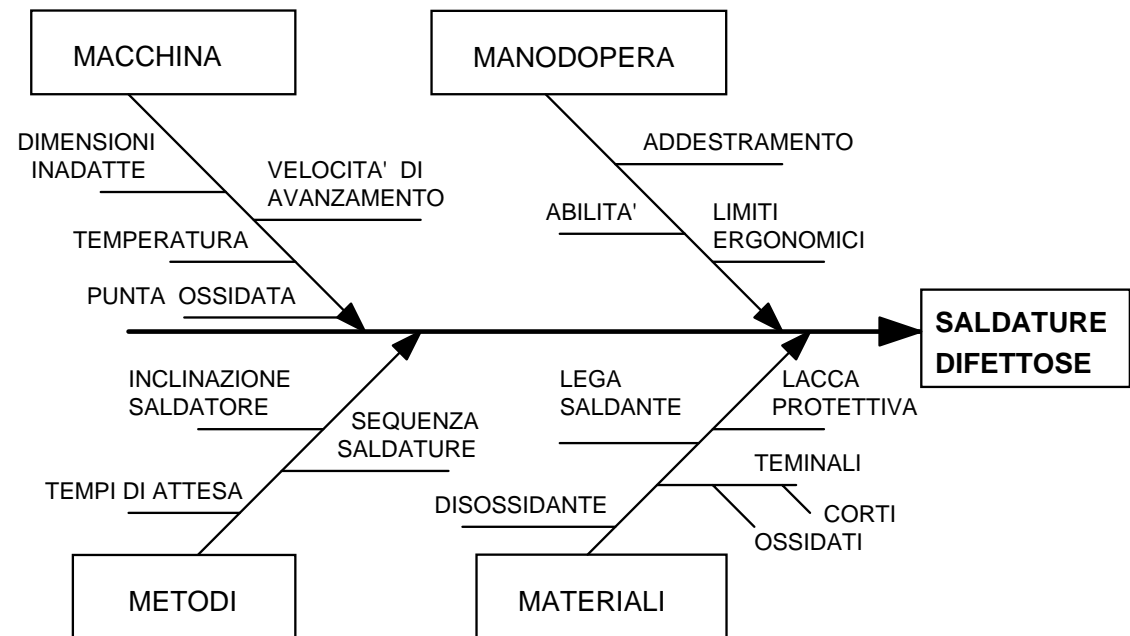 MACCHINA
MANODOPERA
DIMENSIONI
INADATTE
VELOCITA' DI
AVANZAMENTO
TEMPERATURA
PUNTA OSSIDATA
ADDESTRAMENTO
ABILITA'
LIMITI
ERGONOMICI
SALDATURE
DIFETTOSE
INCLINAZIONE
SALDATORE
SEQUENZA
SALDATURE
TEMPI DI ATTESA
LEGA
SALDANTE
LACCA
PROTETTIVA
TEMINALI
CORTI
OSSIDATI
DISOSSIDANTE
METODI
MATERIALI